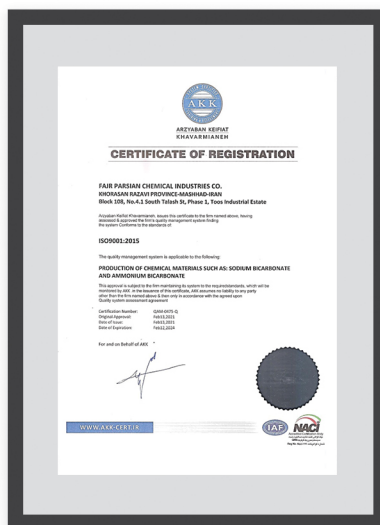 AKK
ARZYABAN KEIFIAT
KHAVARMIANEH
CERTIFICATE OF REGISTRATION
FAJR PARSIAN CHEMICAL INDUSTRIES CO.
KHORASAN RAZAVI PROVINCE-MASHHAD-IRAN
Block 108, No.4.1 South Talash St, Phase 1, Toos Industrial Estate
Arzyaban Keifiat Khavarmianeh, issues this certificate to the firm named above, having
assessed & approved the firm's quality management system finding
the system Conforms to the standards of:
ISO9001:2015
The quality management system is applicable to the following:
PRODUCTION OF CHEMICAL MATERIALS SUCH AS: SODIUM BICARBONATE
AND AMMONIUM BICARBONATE
This approval is subject to the firm maintaining its system to the required standards, which will be
monitored by AKK. In the issuance of this certificate, AKK assumes no liability to any party
other than the firm named above & then only in accordance with the agreed upon
Quality system assessment agreement
Certification Number: QAM-0475-Q
Original Approval: Feb13,2021
Date of Issue: Feb13,2021
Date of Expiration: Feb12,2024
For and on Behalf of AKK
WWW.AKK-CERT.IR
IAF
NACI